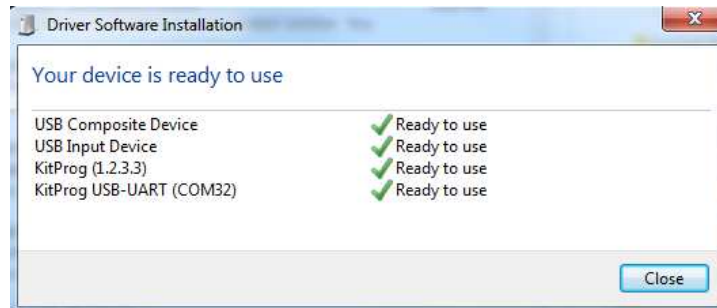 Driver Software Installation
Your device is ready to use
USB Composite Device Ready to use
USB Input Device Ready to use
KitProg (1.2.3.3) Ready to use
KitProg USB-UART (COM32) Ready to use
Close